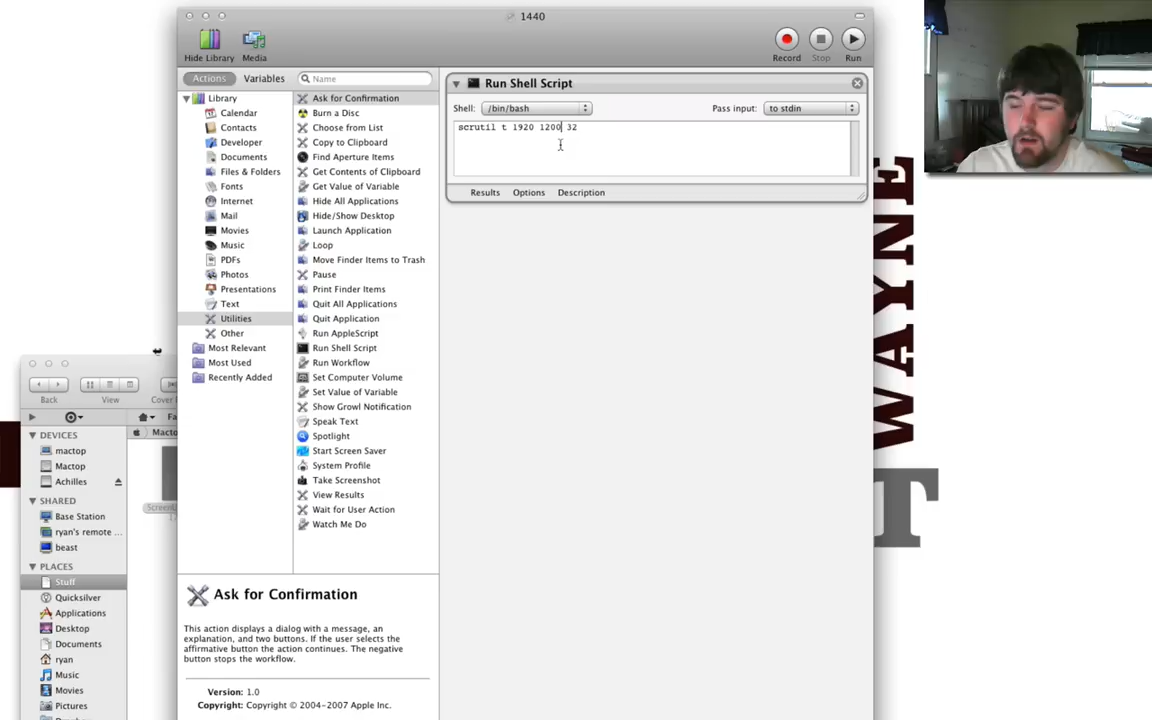 1440
Hide Library
Media
Record
Stop
Run
Actions
Variables
Name
Library
Calendar
Contacts
Developer
Documents
Files & Folders
Fonts
Internet
Mail
Movies
Music
PDFs
Photos
Presentations
Text
Utilities
Other
Most Relevant
Most Used
Recently Added
Ask for Confirmation
Burn a Disc
Choose from List
Copy to Clipboard
Find Aperture Items
Get Contents of Clipboard
Get Value of Variable
Hide All Applications
Hide/Show Desktop
Launch Application
Loop
Move Finder Items to Trash
Pause
Print Finder Items
Quit All Applications
Quit Application
Run AppleScript
Run Shell Script
Run Workflow
Set Computer Volume
Set Value of Variable
Show Growl Notification
Speak Text
Spotlight
Start Screen Saver
System Profile
Take Screenshot
View Results
Wait for User Action
Watch Me Do
Run Shell Script
Shell: /bin/bash
Pass input: to stdin
scrutil t 1920 1200 32
Results Options Description
Ask for Confirmation
This action displays a dialog with a message, an
explanation, and two buttons. If the user selects the
affirmative button the action continues. The negative
button stops the workflow.
Version: 1.0
Copyright: Copyright © 2004-2007 Apple Inc.
Back
View
Cover
Fa
Macto
DEVICES
mactop
Mactop
Achilles
SHARED
Base Station
ryan's remote ...
beast
PLACES
Stuff
Quicksilver
Applications
Desktop
Documents
ryan
Music
Movies
Pictures
WAYNE